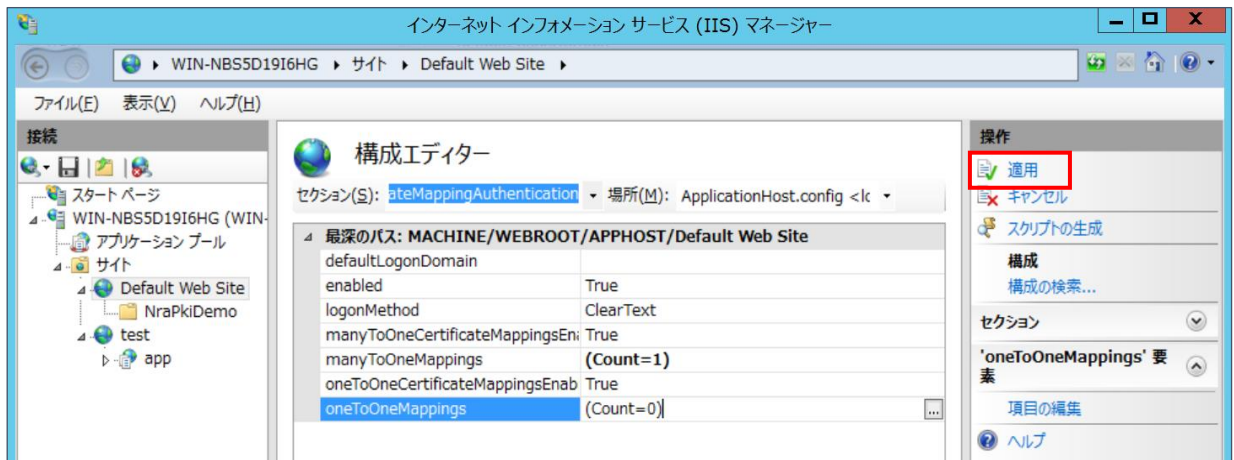 インターネット インフォメーション サービス (IIS) マネージャー
WIN-NBS5D19I6HG サイト Default Web Site
ファイル(F) 表示(V) ヘルプ(H)
接続
スタート ページ
WIN-NBS5D19I6HG (WIN-
アプリケーション プール
サイト
Default Web Site
NraPkiDemo
test
app
構成エディター
セクション(S): ateMappingAuthentication 場所(M): ApplicationHost.config <lc
最深のパス: MACHINE/WEBROOT/APPHOST/Default Web Site
defaultLogonDomain
enabled True
logonMethod ClearText
manyToOneCertificateMappingsEna True
manyToOneMappings (Count=1)
oneToOneCertificateMappingsEnab True
oneToOneMappings (Count=0) ...
操作
適用
キャンセル
スクリプトの生成
構成
構成の検索...
セクション
'oneToOneMappings' 要
素
項目の編集
ヘルプ